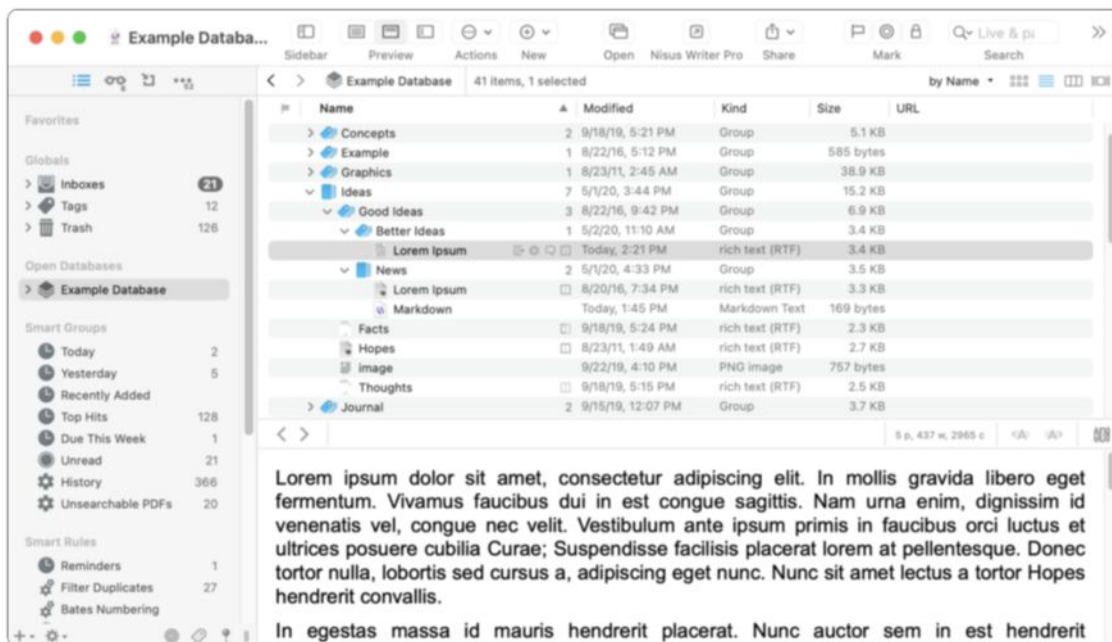 Example Databa...
Sidebar Preview Actions New Open Nisus Writer Pro Share Mark Search
Example Database 41 items, 1 selected by Name
Name Modified Kind Size URL
Favorites
Globals
Inboxes 21
Tags 12
Trash 126
Open Databases
Example Database
Smart Groups
Today 2
Yesterday 5
Recently Added
Top Hits 128
Due This Week 1
Unread 21
History 366
Unsearchable PDFs 20
Smart Rules
Reminders 1
Filter Duplicates 27
Bates Numbering
Concepts 2 9/18/19, 5:21 PM Group 5.1 KB
Example 1 8/22/16, 5:12 PM Group 585 bytes
Graphics 1 8/23/11, 2:45 AM Group 38.9 KB
Ideas 7 5/1/20, 3:44 PM Group 15.2 KB
Good Ideas 3 8/22/16, 9:42 PM Group 6.9 KB
Better Ideas 1 5/2/20, 11:10 AM Group 3.4 KB
Lorem Ipsum Today, 2:21 PM rich text (RTF) 3.4 KB
News 2 5/1/20, 4:33 PM Group 3.5 KB
Lorem Ipsum 8/20/16, 7:34 PM rich text (RTF) 3.3 KB
Markdown Today, 1:45 PM Markdown Text 169 bytes
Facts 9/18/19, 5:24 PM rich text (RTF) 2.3 KB
Hopes 8/23/11, 1:49 AM rich text (RTF) 2.7 KB
image 9/22/19, 4:10 PM PNG image 757 bytes
Thoughts 9/18/19, 5:15 PM rich text (RTF) 2.5 KB
Journal 2 9/15/19, 12:07 PM Group 3.7 KB
5 p, 437 w, 2965 c <A> <A>
Lorem ipsum dolor sit amet, consectetur adipiscing elit. In mollis gravida libero eget
fermentum. Vivamus faucibus dui in est congue sagittis. Nam urna enim, dignissim id
venenatis vel, congue nec velit. Vestibulum ante ipsum primis in faucibus orci luctus et
ultrices posuere cubilia Curae; Suspendisse facilisis placerat lorem at pellentesque. Donec
tortor nulla, lobortis sed cursus a, adipiscing eget nunc. Nunc sit amet lectus a tortor Hopes
hendrerit convallis.
In egestas massa id mauris hendrerit placerat. Nunc auctor sem in est hendrerit